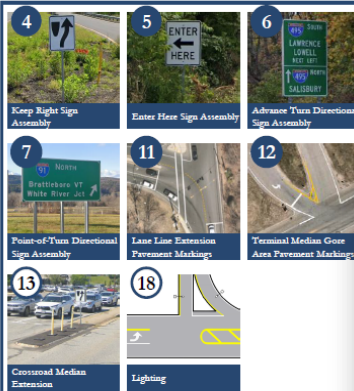 4
Keep Right Sign
Assembly
5
ENTER
HERE
Enter Here Sign Assembly
6
495 South
LAWRENCE
LOWELL
NEXT LEFT
495 NORTH
SALISBURY
Advance Turn Directional
Sign Assembly
7
91 NORTH
Brattleboro VT
White River Jct
Point-of-Turn Directional
Sign Assembly
11
Lane Line Extension
Pavement Markings
12
Terminal Median Gore
Area Pavement Markings
13
Crossroad Median
Extension
18
Lighting